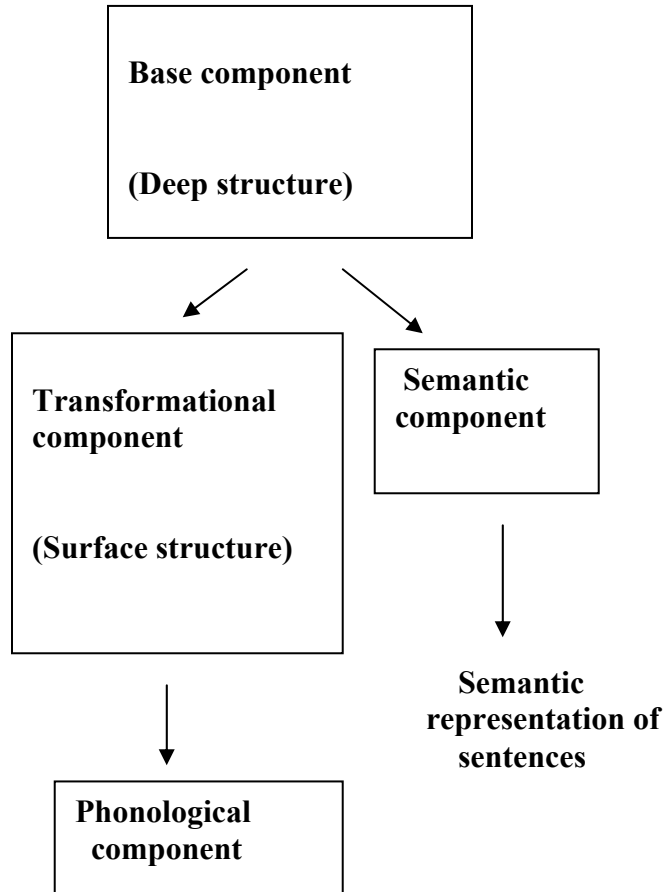 Base component
(Deep structure)
Transformational
component
(Surface structure)
Semantic
component
Semantic
representation of
sentences
Phonological
component